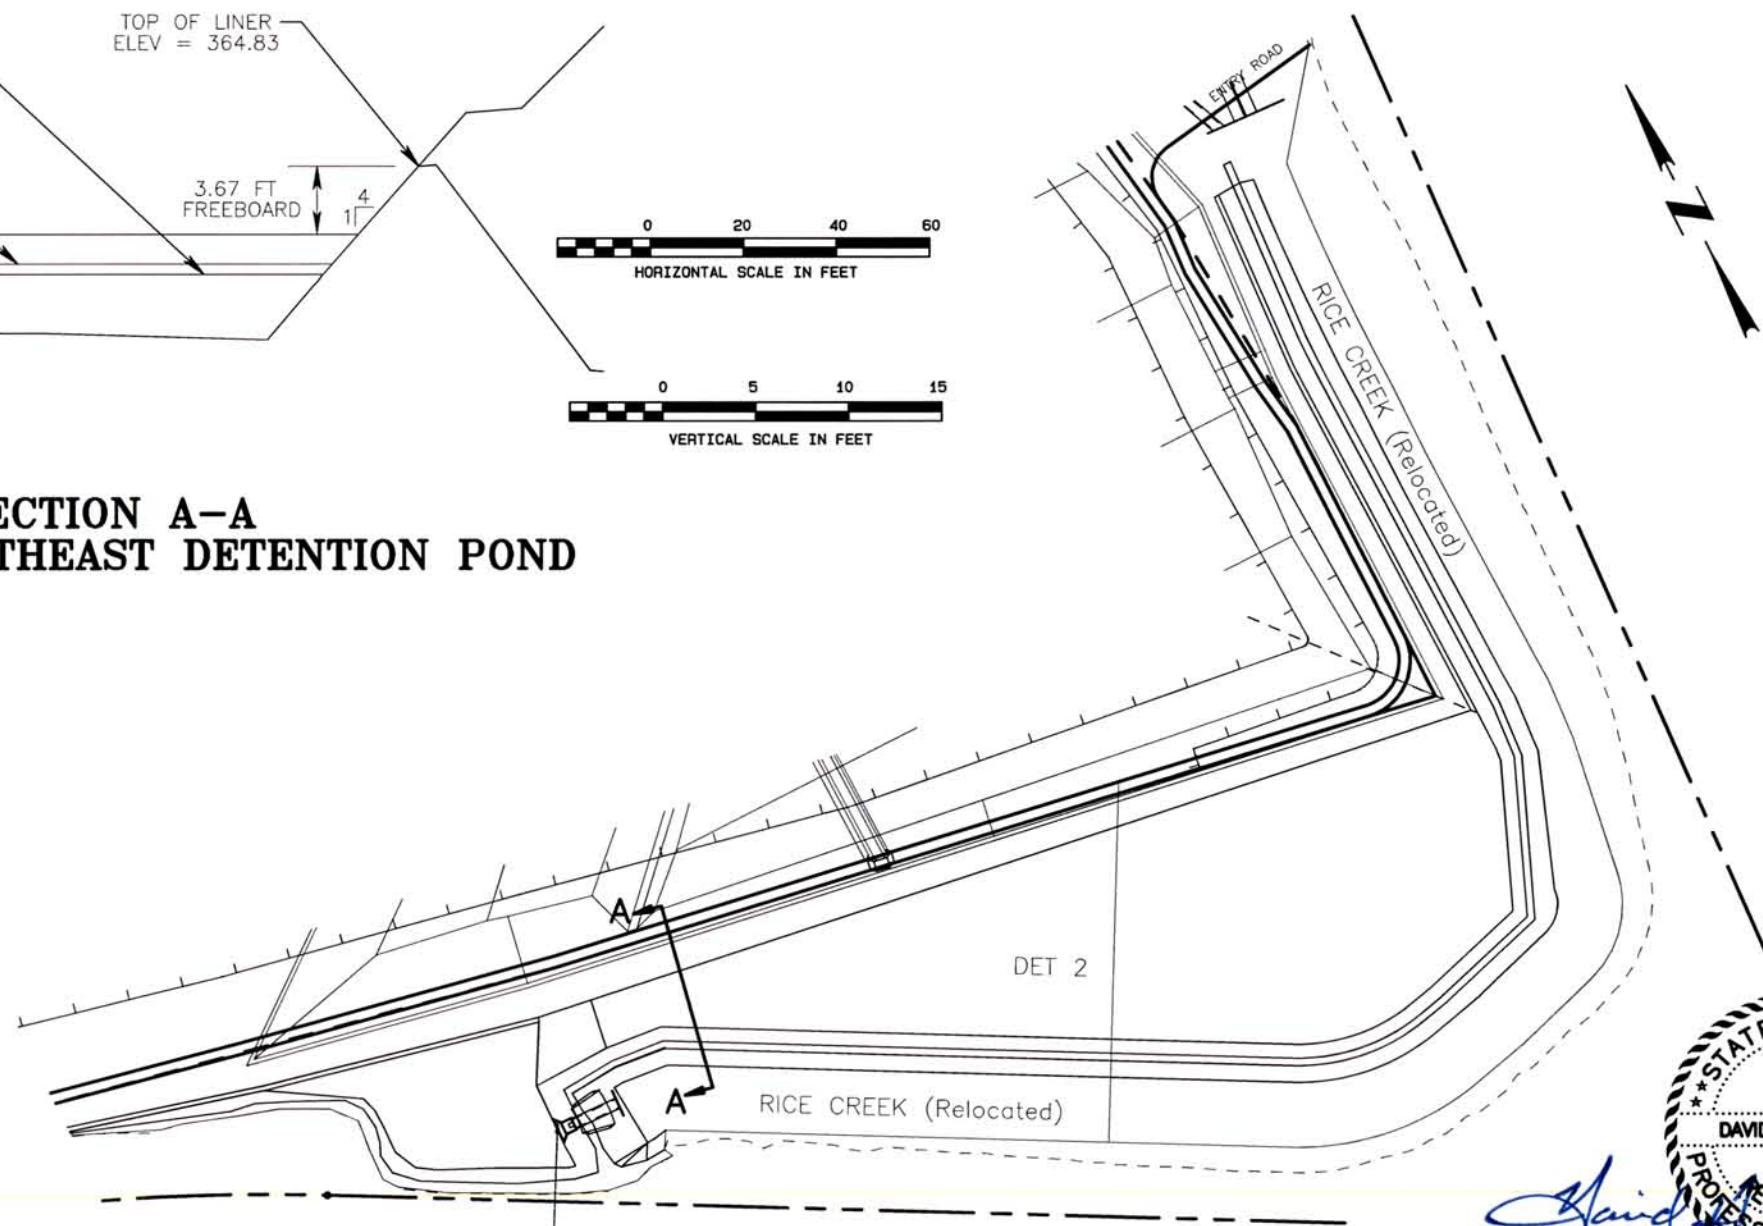 TOP OF LINER
ELEV = 364.83
3.67 FT
FREEBOARD
4
1
0 20 40 60
HORIZONTAL SCALE IN FEET
0 5 10 15
VERTICAL SCALE IN FEET
ECTION A-A
THEAST DETENTION POND
ENTRY ROAD
N
RICE CREEK (Relocated)
A
A
DET 2
RICE CREEK (Relocated)
STATE
DAVID
PROFES